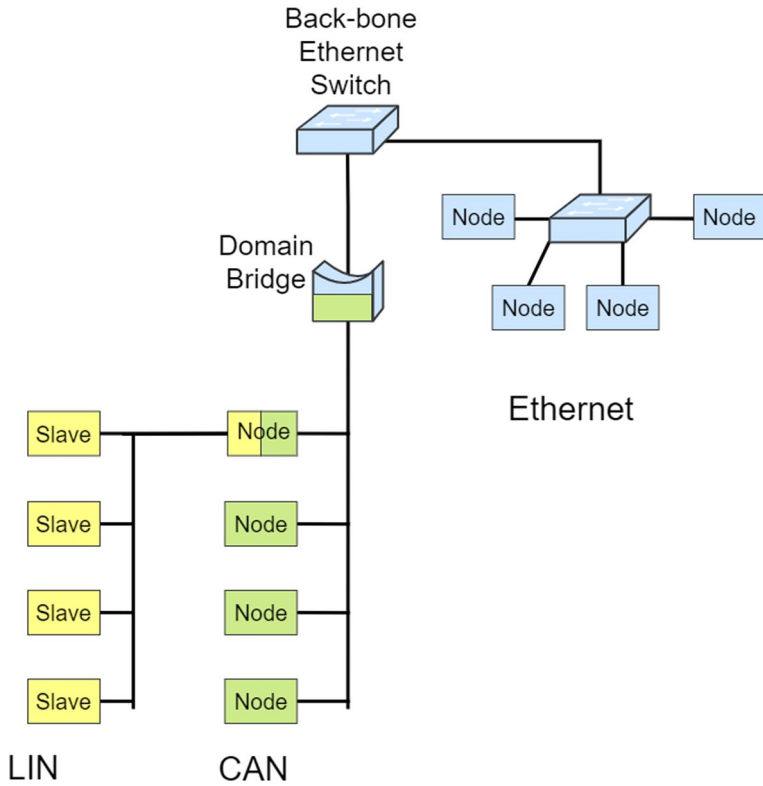 Back-bone
Ethernet
Switch
Node
Node
Domain
Bridge
Node
Node
Ethernet
Slave
Node
Slave
Node
Slave
Node
Slave
Node
LIN
CAN